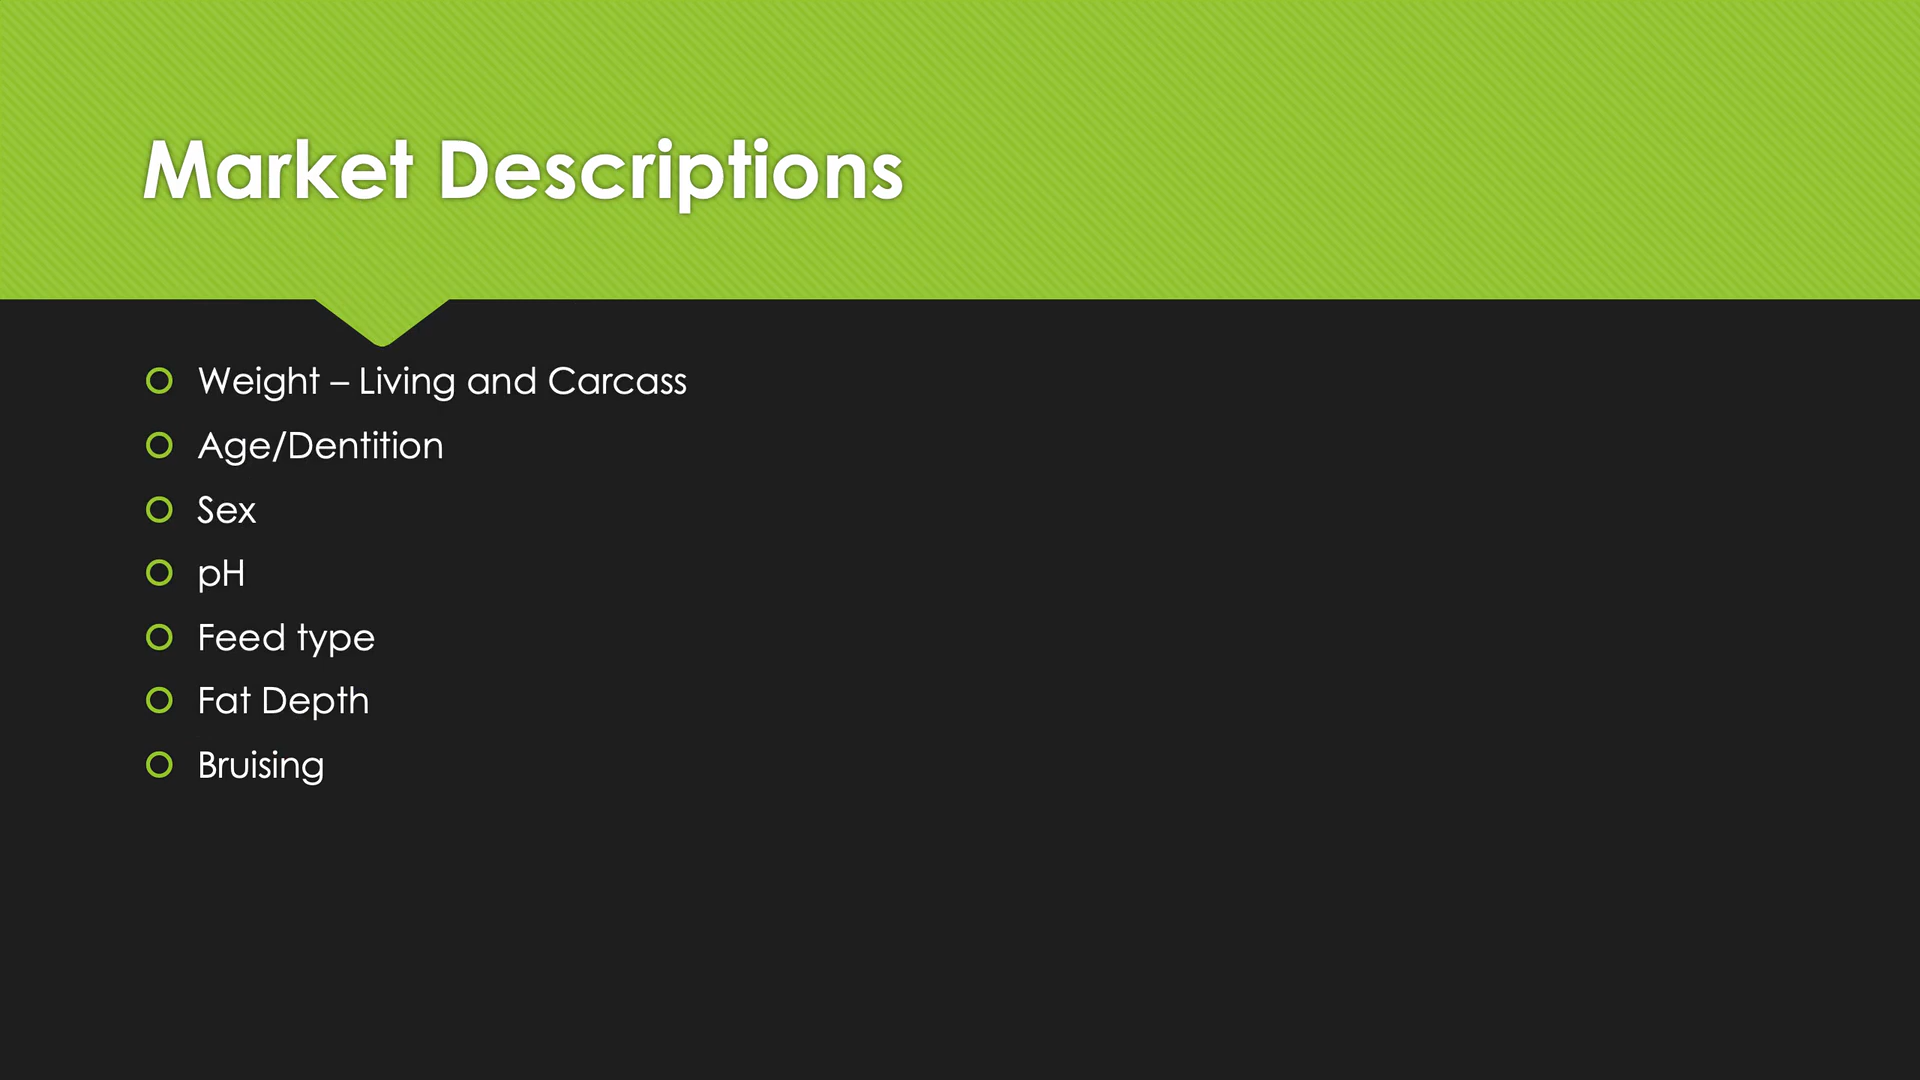 Market Descriptions
Weight – Living and Carcass
Age/Dentition
Sex
pH
Feed type
Fat Depth
Bruising